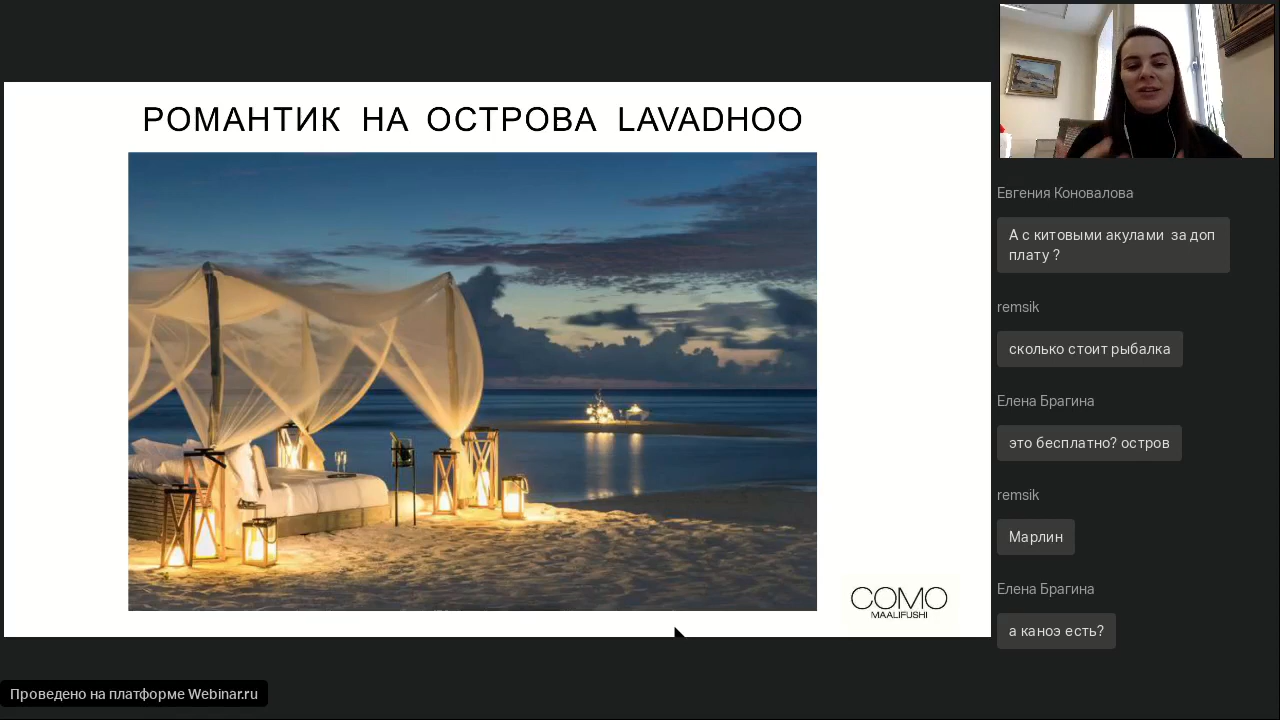 РОМАНТИК НА ОСТРОВА LAVADHOO
COMO
MAALIFUSHI
Евгения Коновалова
А с китовыми акулами за доп
плату ?
remsik
сколько стоит рыбалка
Елена Брагина
это бесплатно? остров
remsik
Марлин
Елена Брагина
а каноэ есть?
Проведено на платформе Webinar.ru